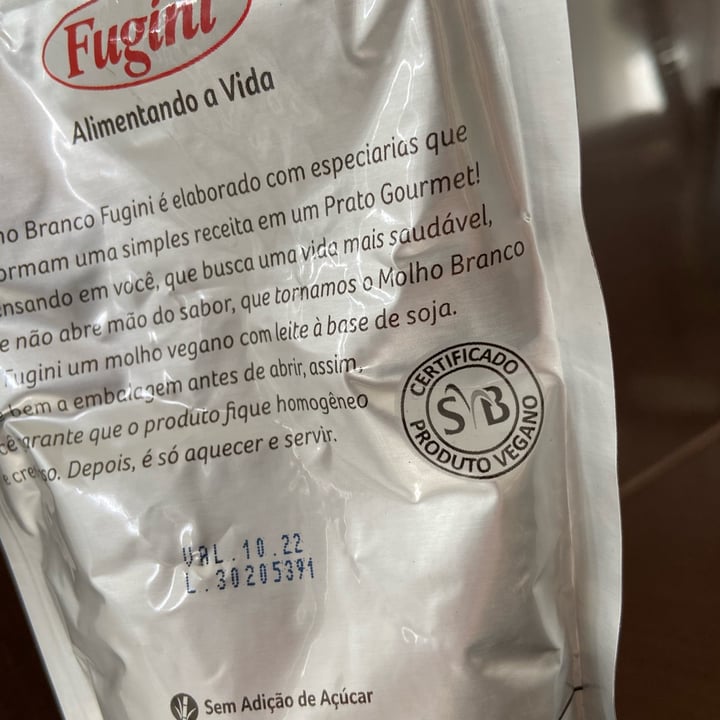 Fugini
Alimentando a Vida
Branco Fugini é elaborado com especiarias que
ormam uma simples receita em um Prato Gourmet!
ensando em você, que busca uma vida mais saudável,
e não abre mão do sabor, que tornamos o Molho Branco
Fugini um molho vegano com leite à base de soja.
bem a embalagem antes de abrir, assim,
arante que o produto fique homogêneo
Depois, é só aquecer e servir.
CERTIFICADO
SVB
PRODUTO VEGANO
VAL.10.22
L.30205391
Sem Adição de Açúcar